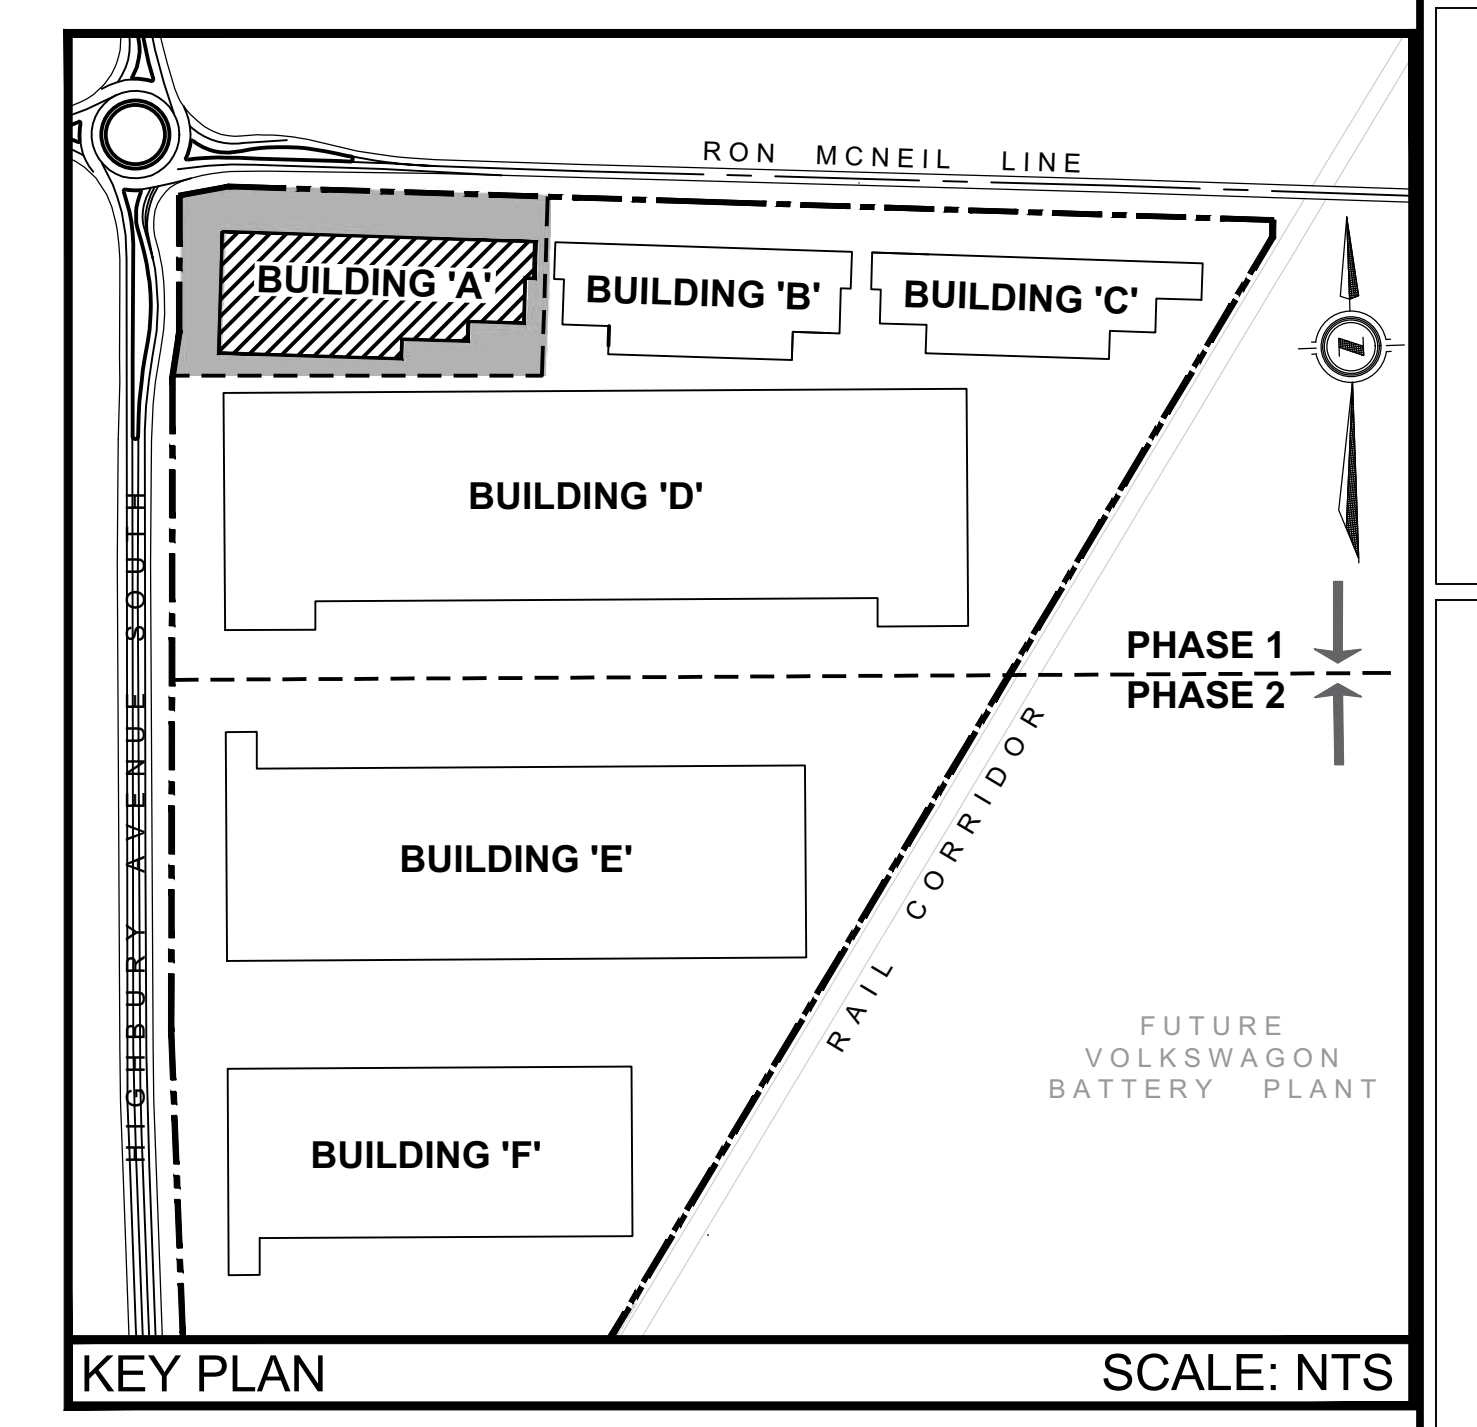 RON MCNEIL LINE
BUILDING 'A'
BUILDING 'B'
BUILDING 'C'
N
BUILDING 'D'
HIGHBURY AVENUE SOUTH
PHASE 1
PHASE 2
RAIL CORRIDOR
BUILDING 'E'
FUTURE
VOLKSWAGON
BATTERY PLANT
BUILDING 'F'
KEY PLAN
SCALE: NTS